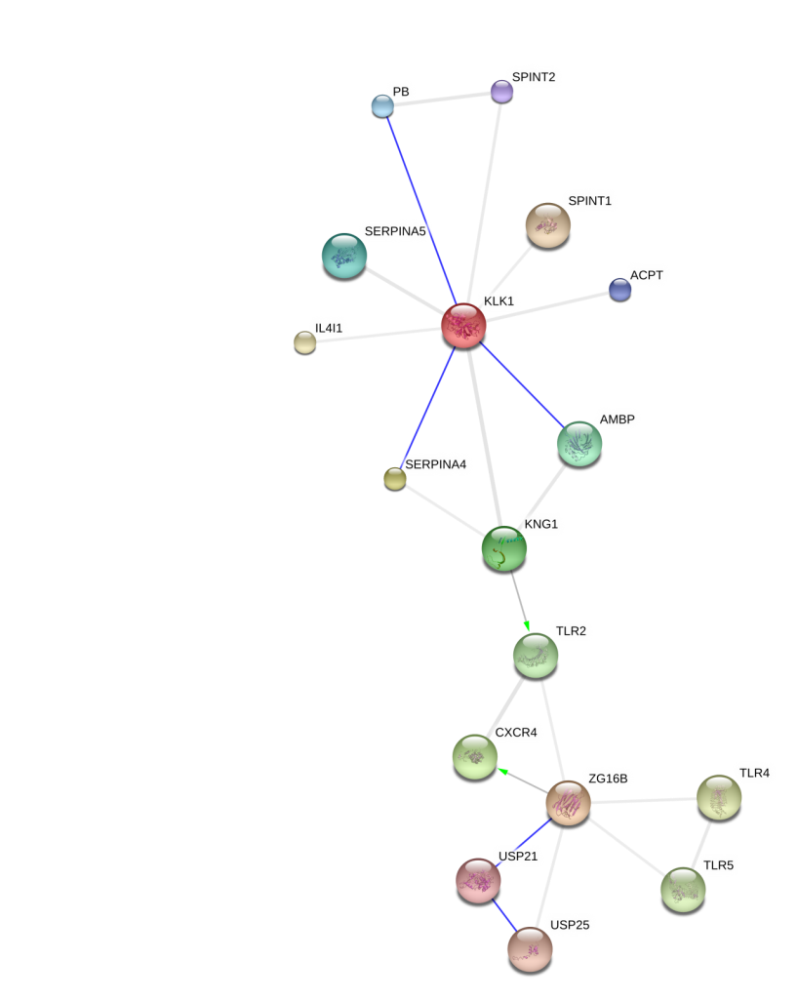 SPINT2
PB
SPINT1
SERPINA5
ACPT
KLK1
IL4I1
AMBP
SERPINA4
KNG1
TLR2
CXCR4
TLR4
ZG16B
USP21
TLR5
USP25